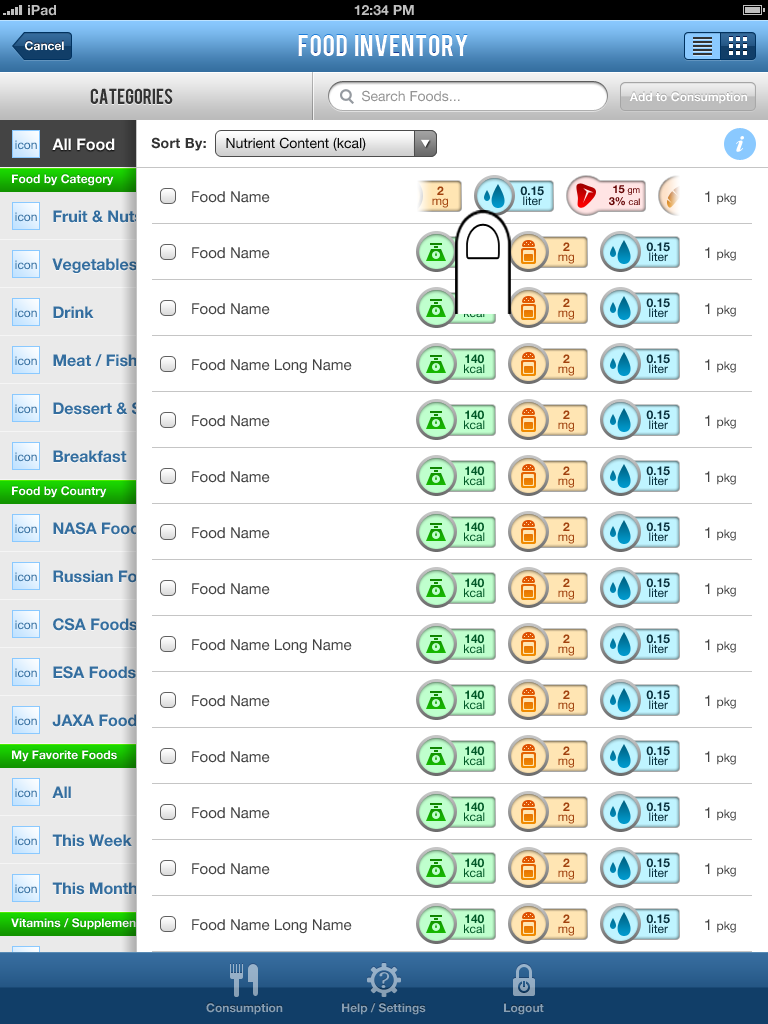 iPad
12:34 PM
Cancel
FOOD INVENTORY
CATEGORIES
Search Foods...
Add to Consumption
icon All Food
Sort By: Nutrient Content (kcal)
i
Food by Category
icon Fruit & Nut
icon Vegetables
icon Drink
icon Meat / Fish
icon Dessert & S
icon Breakfast
Food by Country
icon NASA Food
icon Russian Fo
icon CSA Foods
icon ESA Foods
icon JAXA Food
My Favorite Foods
icon All
icon This Week
icon This Month
Vitamins / Supplemen
Food Name 2 mg 0.15 liter 15 gm 3% cal 1 pkg
Food Name 2 mg 0.15 liter 1 pkg
Food Name kcal 2 mg 0.15 liter 1 pkg
Food Name Long Name 140 kcal 2 mg 0.15 liter 1 pkg
Food Name 140 kcal 2 mg 0.15 liter 1 pkg
Food Name 140 kcal 2 mg 0.15 liter 1 pkg
Food Name 140 kcal 2 mg 0.15 liter 1 pkg
Food Name 140 kcal 2 mg 0.15 liter 1 pkg
Food Name Long Name 140 kcal 2 mg 0.15 liter 1 pkg
Food Name 140 kcal 2 mg 0.15 liter 1 pkg
Food Name 140 kcal 2 mg 0.15 liter 1 pkg
Food Name 140 kcal 2 mg 0.15 liter 1 pkg
Food Name 140 kcal 2 mg 0.15 liter 1 pkg
Food Name Long Name 140 kcal 2 mg 0.15 liter 1 pkg
Consumption
?
Help / Settings
Logout